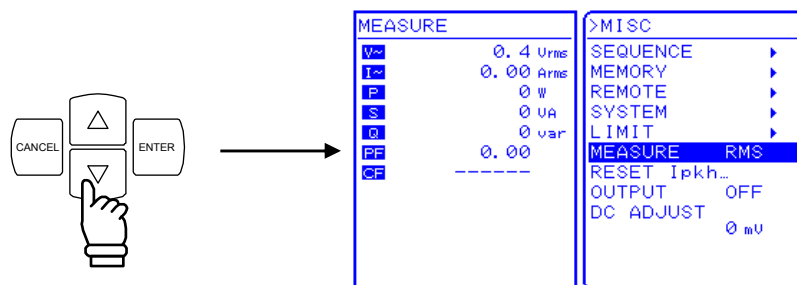 CANCEL
ENTER
MEASURE
V~ 0.4 Vrms
I~ 0.00 Arms
P 0 W
S 0 VA
Q 0 var
PF 0.00
CF ------
>MISC
SEQUENCE
MEMORY
REMOTE
SYSTEM
LIMIT
MEASURE RMS
RESET Ipkh…
OUTPUT OFF
DC ADJUST
0 mV